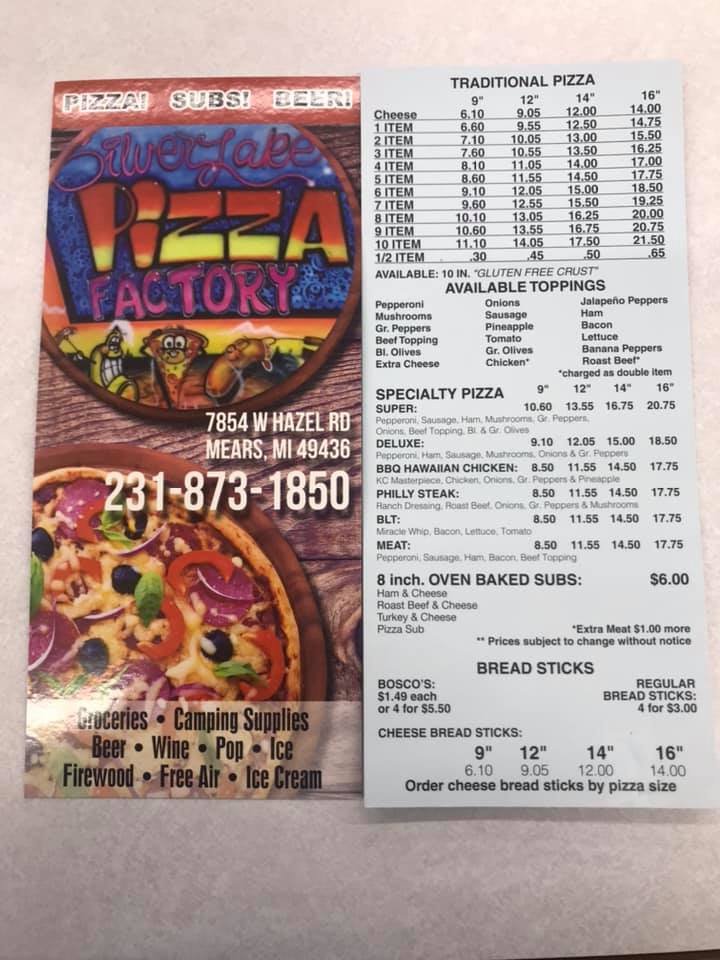 PIZZA! SUBS! BEER!
Silver Lake
PIZZA
FACTORY
7854 W HAZEL RD
MEARS, MI 49436
231-873-1850
Groceries • Camping Supplies
Beer • Wine • Pop • Ice
Firewood • Free Air • Ice Cream
TRADITIONAL PIZZA
9" 12" 14" 16"
Cheese 6.10 9.05 12.00 14.00
1 ITEM 6.60 9.55 12.50 14.75
2 ITEM 7.10 10.05 13.00 15.50
3 ITEM 7.60 10.55 13.50 16.25
4 ITEM 8.10 11.05 14.00 17.00
5 ITEM 8.60 11.55 14.50 17.75
6 ITEM 9.10 12.05 15.00 18.50
7 ITEM 9.60 12.55 15.50 19.25
8 ITEM 10.10 13.05 16.25 20.00
9 ITEM 10.60 13.55 16.75 20.75
10 ITEM 11.10 14.05 17.50 21.50
1/2 ITEM .30 .45 .50 .65
AVAILABLE: 10 IN. "GLUTEN FREE CRUST"
AVAILABLE TOPPINGS
Pepperoni Onions Jalapeño Peppers
Mushrooms Sausage Ham
Gr. Peppers Pineapple Bacon
Beef Topping Tomato Lettuce
Bl. Olives Gr. Olives Banana Peppers
Extra Cheese Chicken* Roast Beef*
*charged as double item
SPECIALTY PIZZA 9" 12" 14" 16"
SUPER: 10.60 13.55 16.75 20.75
Pepperoni, Sausage, Ham, Mushrooms, Gr. Peppers,
Onions, Beef Topping, Bl. & Gr. Olives
DELUXE: 9.10 12.05 15.00 18.50
Pepperoni, Ham, Sausage, Mushrooms, Onions & Gr. Peppers
BBQ HAWAIIAN CHICKEN: 8.50 11.55 14.50 17.75
KC Masterpiece, Chicken, Onions, Gr. Peppers & Pineapple
PHILLY STEAK: 8.50 11.55 14.50 17.75
Ranch Dressing, Roast Beef, Onions, Gr. Peppers & Mushrooms
BLT: 8.50 11.55 14.50 17.75
Miracle Whip, Bacon, Lettuce, Tomato
MEAT: 8.50 11.55 14.50 17.75
Pepperoni, Sausage, Ham, Bacon, Beef Topping
8 inch. OVEN BAKED SUBS: $6.00
Ham & Cheese
Roast Beef & Cheese
Turkey & Cheese
Pizza Sub *Extra Meat $1.00 more
** Prices subject to change without notice
BREAD STICKS
BOSCO'S: REGULAR
$1.49 each BREAD STICKS:
or 4 for $5.50 4 for $3.00
CHEESE BREAD STICKS:
9" 12" 14" 16"
6.10 9.05 12.00 14.00
Order cheese bread sticks by pizza size